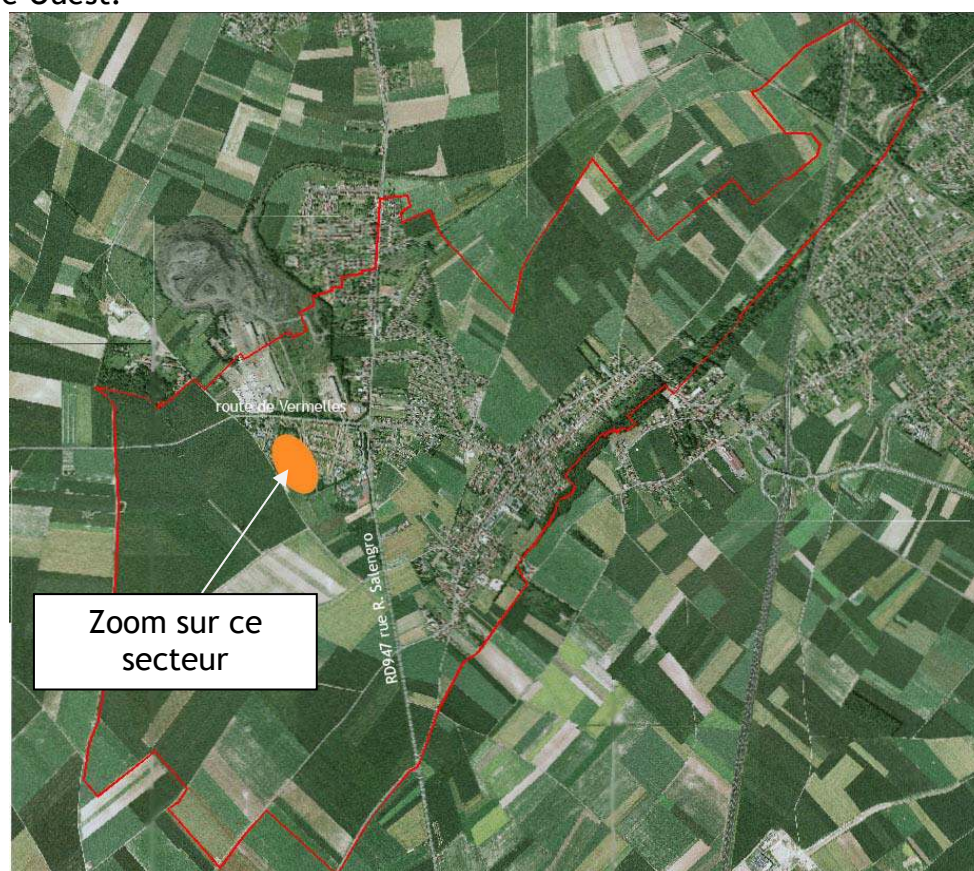 e Ouest.
route de Vermelles
RD947 rue R. Salengro
Zoom sur ce
secteur